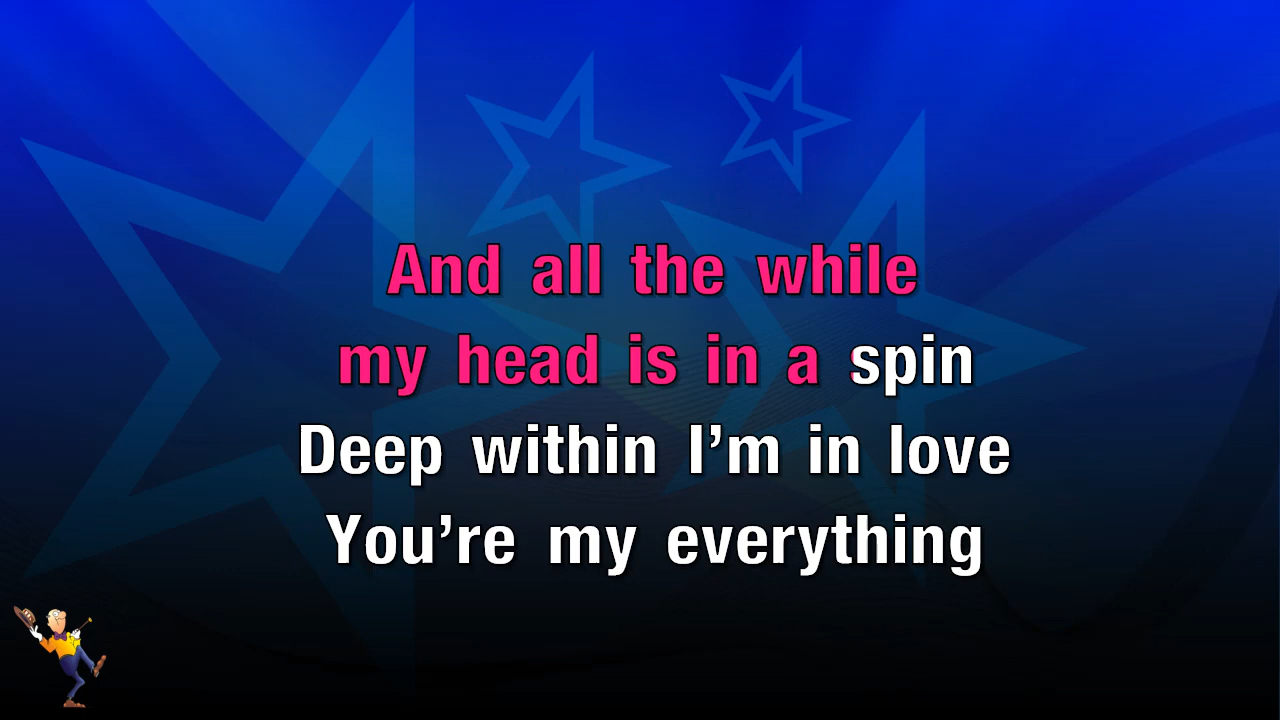 And all the while
my head is in a spin
Deep within I’m in love
You’re my everything